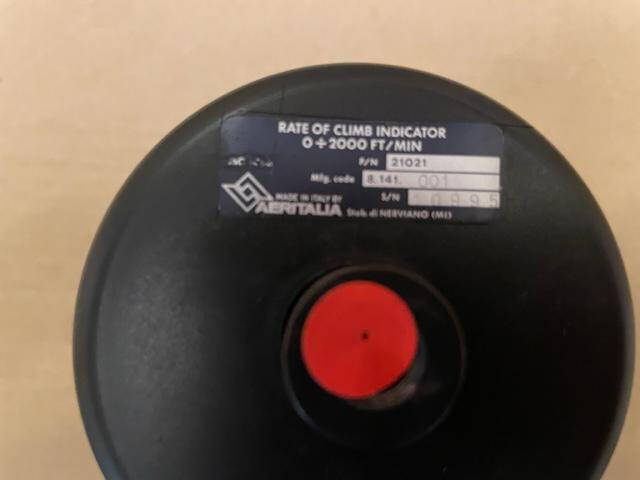 RATE OF CLIMB INDICATOR
0÷2000 FT/MIN
P/N 21021
Mfg. code 8.141. 001
S/N 10995
MADE IN ITALY BY
AERITALIA Stab. di NERVIANO (MI)